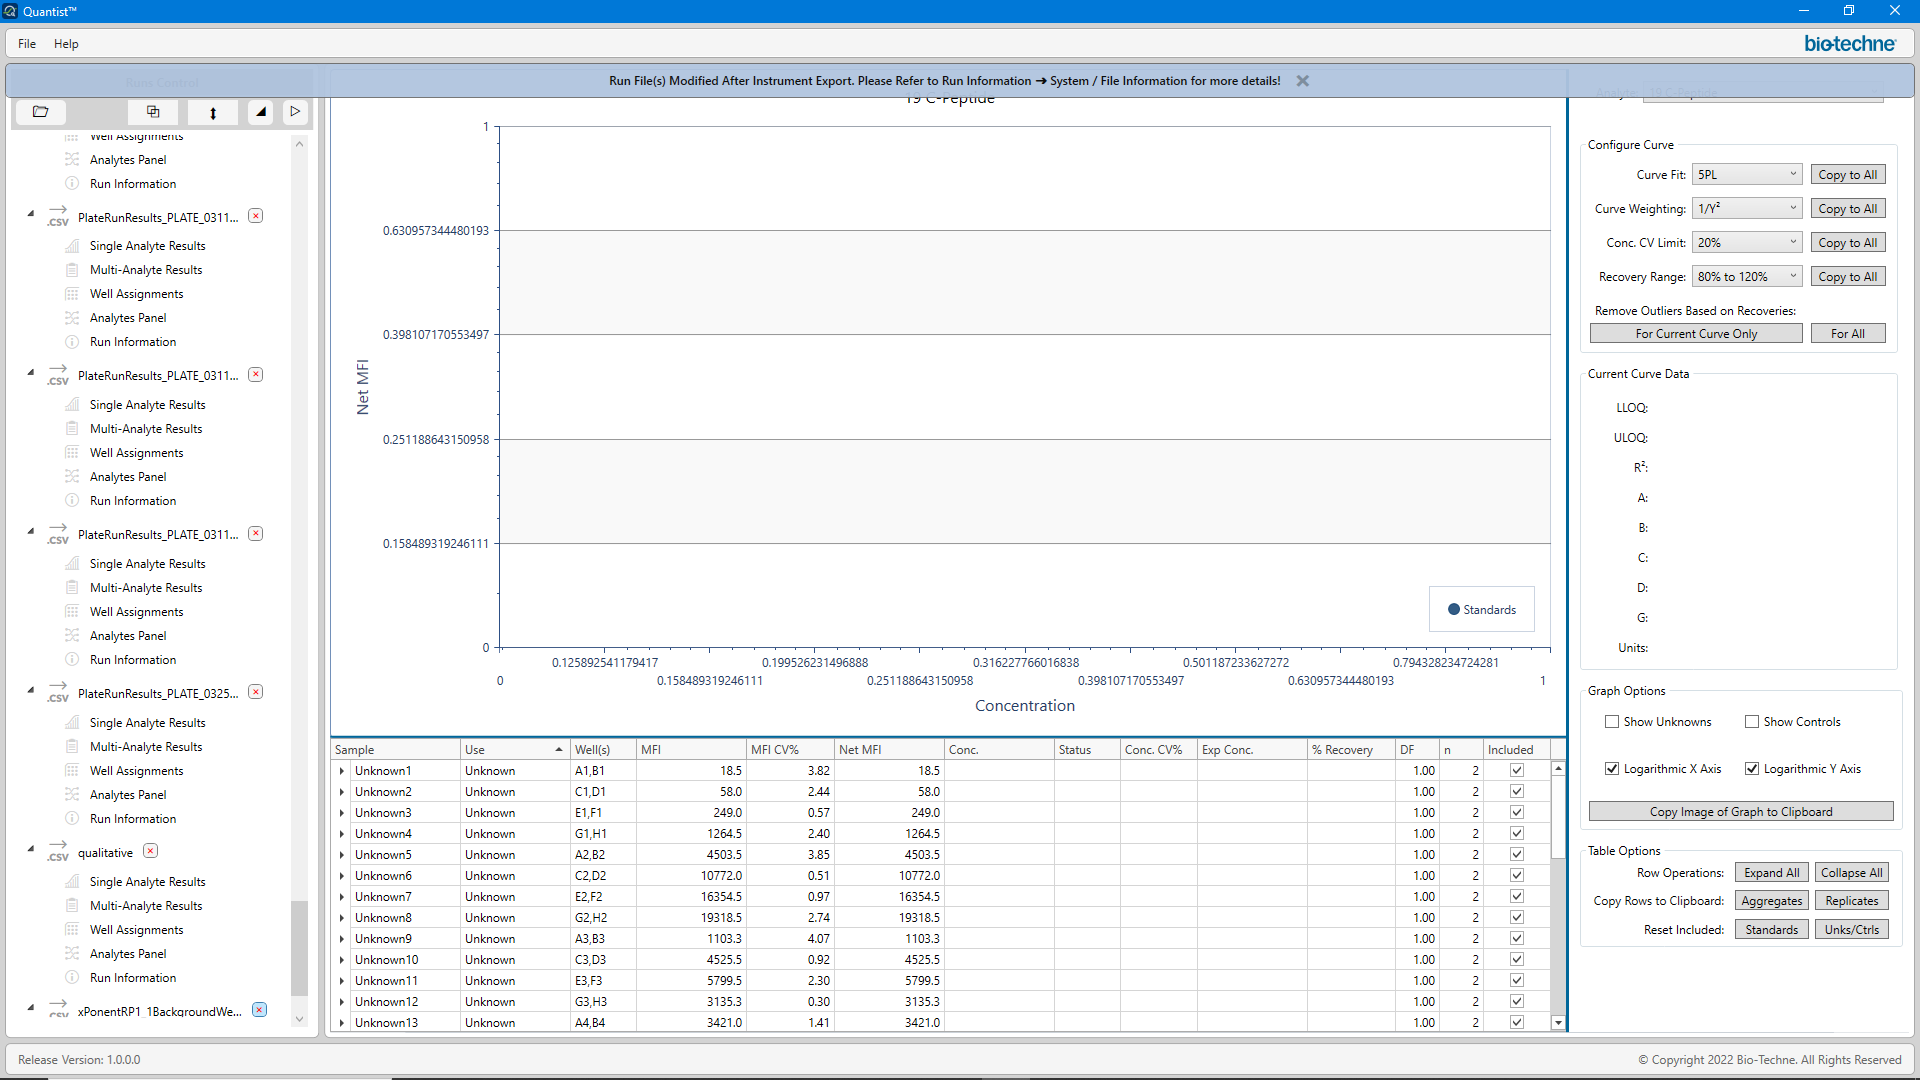 Quantist™
File Help
bio-techne
Runs Control
Run File(s) Modified After Instrument Export. Please Refer to Run Information ➔ System / File Information for more details!
Well Assignments
Analytes Panel
Run Information
PlateRunResults_PLATE_0311...
Single Analyte Results
Multi-Analyte Results
Well Assignments
Analytes Panel
Run Information
PlateRunResults_PLATE_0311...
Single Analyte Results
Multi-Analyte Results
Well Assignments
Analytes Panel
Run Information
PlateRunResults_PLATE_0311...
Single Analyte Results
Multi-Analyte Results
Well Assignments
Analytes Panel
Run Information
PlateRunResults_PLATE_0325...
Single Analyte Results
Multi-Analyte Results
Well Assignments
Analytes Panel
Run Information
qualitative
Single Analyte Results
Multi-Analyte Results
Well Assignments
Analytes Panel
Run Information
xPonentRP1_1BackgroundWe...
.CSV
.CSV
.CSV
.CSV
.CSV
.CSV
19 C-Peptide
Net MFI
1
0.630957344480193
0.398107170553497
0.251188643150958
0.158489319246111
0
Standards
0.125892541179417 0.199526231496888 0.316227766016838 0.501187233627272 0.794328234724281
0 0.158489319246111 0.251188643150958 0.398107170553497 0.630957344480193 1
Concentration
Sample Use Well(s) MFI MFI CV% Net MFI Conc. Status Conc. CV% Exp Conc. % Recovery DF n Included
Unknown1 Unknown A1,B1 18.5 3.82 18.5 1.00 2
Unknown2 Unknown C1,D1 58.0 2.44 58.0 1.00 2
Unknown3 Unknown E1,F1 249.0 0.57 249.0 1.00 2
Unknown4 Unknown G1,H1 1264.5 2.40 1264.5 1.00 2
Unknown5 Unknown A2,B2 4503.5 3.85 4503.5 1.00 2
Unknown6 Unknown C2,D2 10772.0 0.51 10772.0 1.00 2
Unknown7 Unknown E2,F2 16354.5 0.97 16354.5 1.00 2
Unknown8 Unknown G2,H2 19318.5 2.74 19318.5 1.00 2
Unknown9 Unknown A3,B3 1103.3 4.07 1103.3 1.00 2
Unknown10 Unknown C3,D3 4525.5 0.92 4525.5 1.00 2
Unknown11 Unknown E3,F3 5799.5 2.30 5799.5 1.00 2
Unknown12 Unknown G3,H3 3135.3 0.30 3135.3 1.00 2
Unknown13 Unknown A4,B4 3421.0 1.41 3421.0 1.00 2
Analyte: 19 C-Peptide
Configure Curve
Curve Fit: 5PL Copy to All
Curve Weighting: 1/Y² Copy to All
Conc. CV Limit: 20% Copy to All
Recovery Range: 80% to 120% Copy to All
Remove Outliers Based on Recoveries:
For Current Curve Only For All
Current Curve Data
LLOQ:
ULOQ:
R²:
A:
B:
C:
D:
G:
Units:
Graph Options
Show Unknowns Show Controls
Logarithmic X Axis Logarithmic Y Axis
Copy Image of Graph to Clipboard
Table Options
Row Operations: Expand All Collapse All
Copy Rows to Clipboard: Aggregates Replicates
Reset Included: Standards Unks/Ctrls
Release Version: 1.0.0.0
© Copyright 2022 Bio-Techne. All Rights Reserved